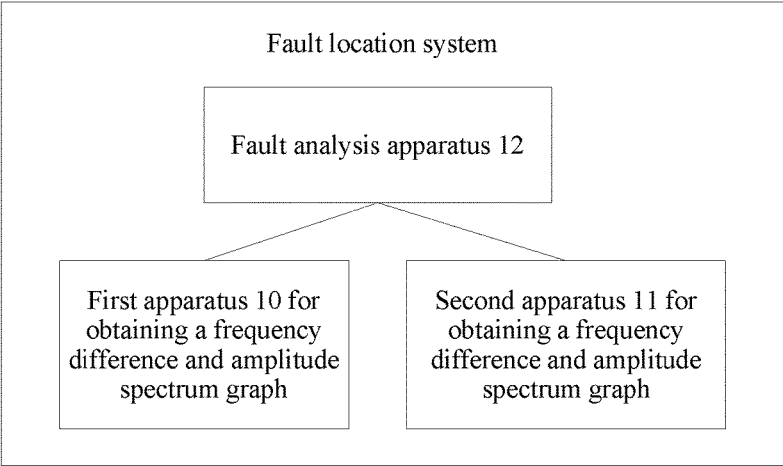 Fault location system
Fault analysis apparatus 12
First apparatus 10 for
obtaining a frequency
difference and amplitude
spectrum graph
Second apparatus 11 for
obtaining a frequency
difference and amplitude
spectrum graph